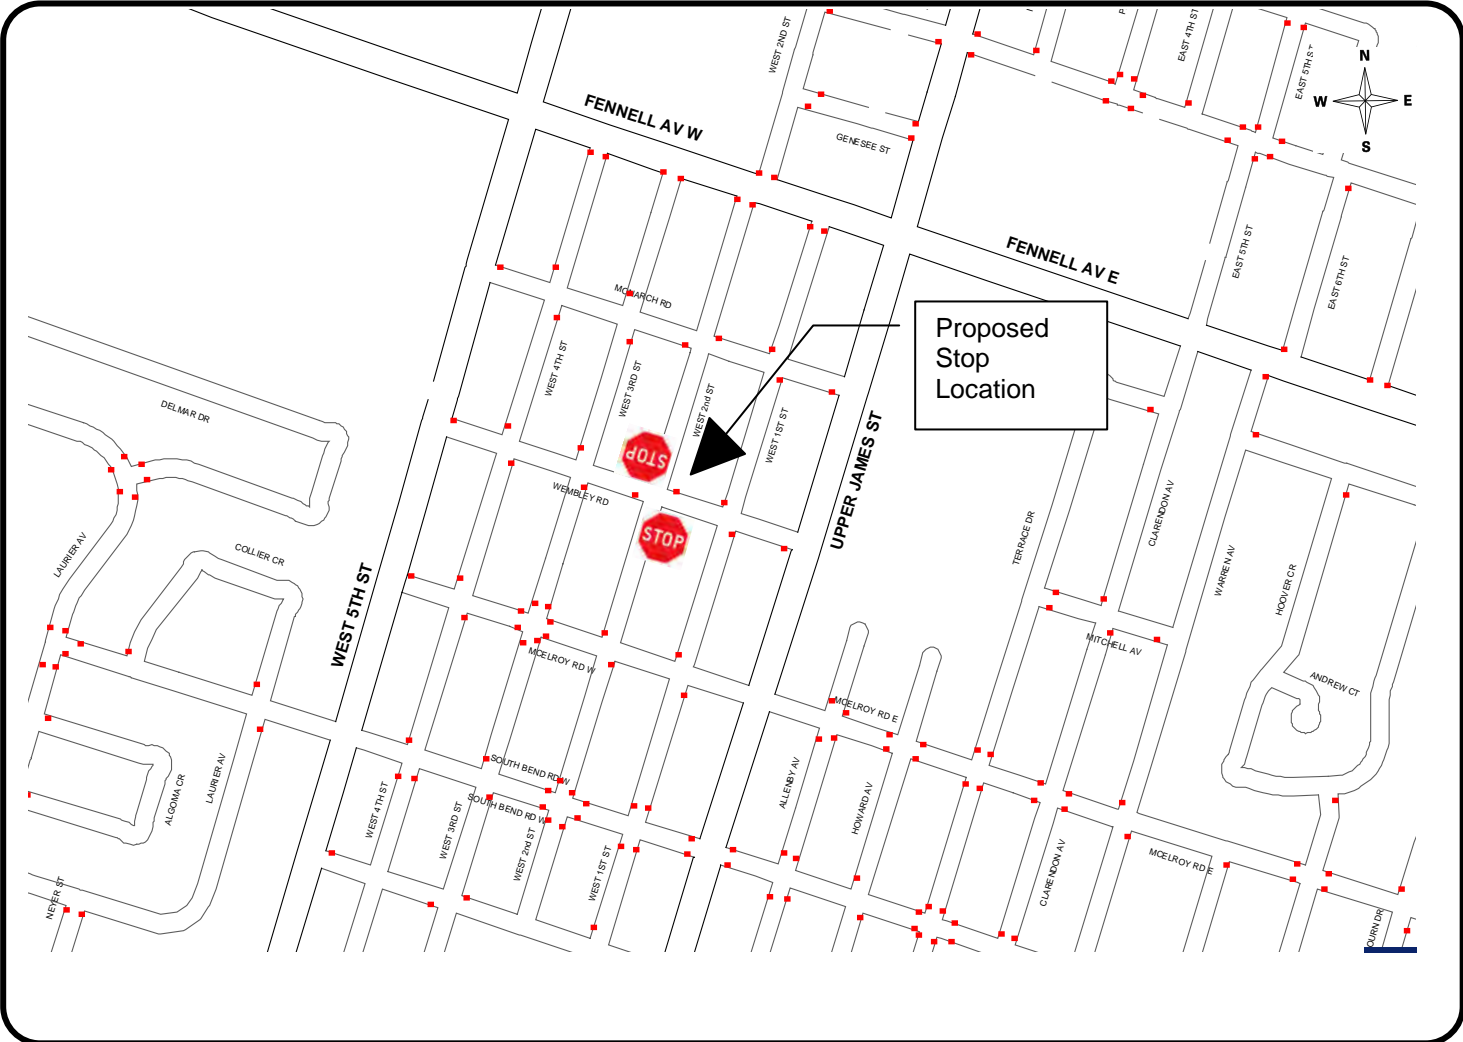 WEST 2ND ST
EAST 4TH ST
EAST 5TH ST
N
W
E
S
FENNELL AV W
GENESEE ST
FENNELL AV E
EAST 5TH ST
EAST 6TH ST
MONARCH RD
Proposed
Stop
Location
WEST 4TH ST
WEST 3RD ST
WEST 2nd ST
WEST 1ST ST
DELMAR DR
UPPER JAMES ST
STOP
WEMBLEY RD
STOP
CLARENDON AV
TERRACE DR
LAURIER AV
COLLIER CR
WEST 5TH ST
WARREN AV
HOOVER CR
MITCHELL AV
MCELROY RD W
ANDREW CT
MCELROY RD E
SOUTH BEND RD W
SOUTH BEND RD W
ALGOMA CR
LAURIER AV
WEST 4TH ST
WEST 3RD ST
WEST 2nd ST
WEST 1ST ST
ALLENBY AV
HOWARD AV
CLARENDON AV
MCELROY RD E
NEYER ST
OURN DR